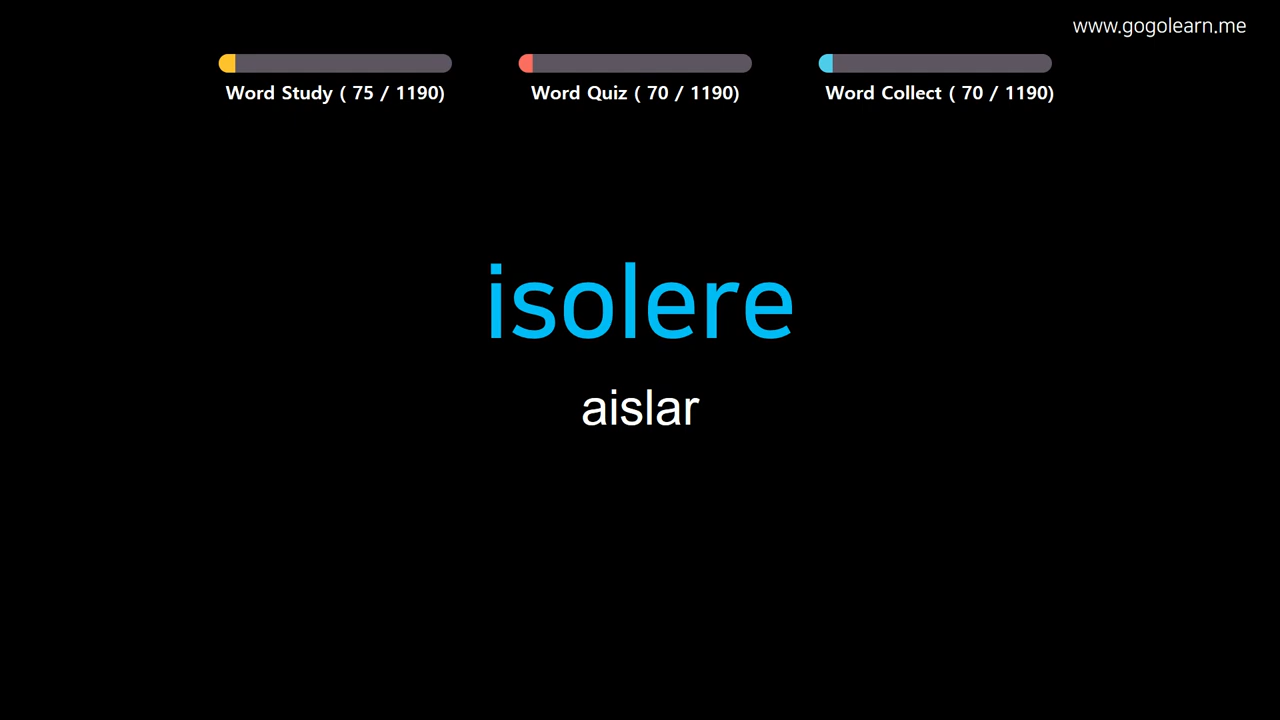 www.gogolearn.me
Word Study ( 75 / 1190)
Word Quiz ( 70 / 1190)
Word Collect ( 70 / 1190)
isolere
aislar